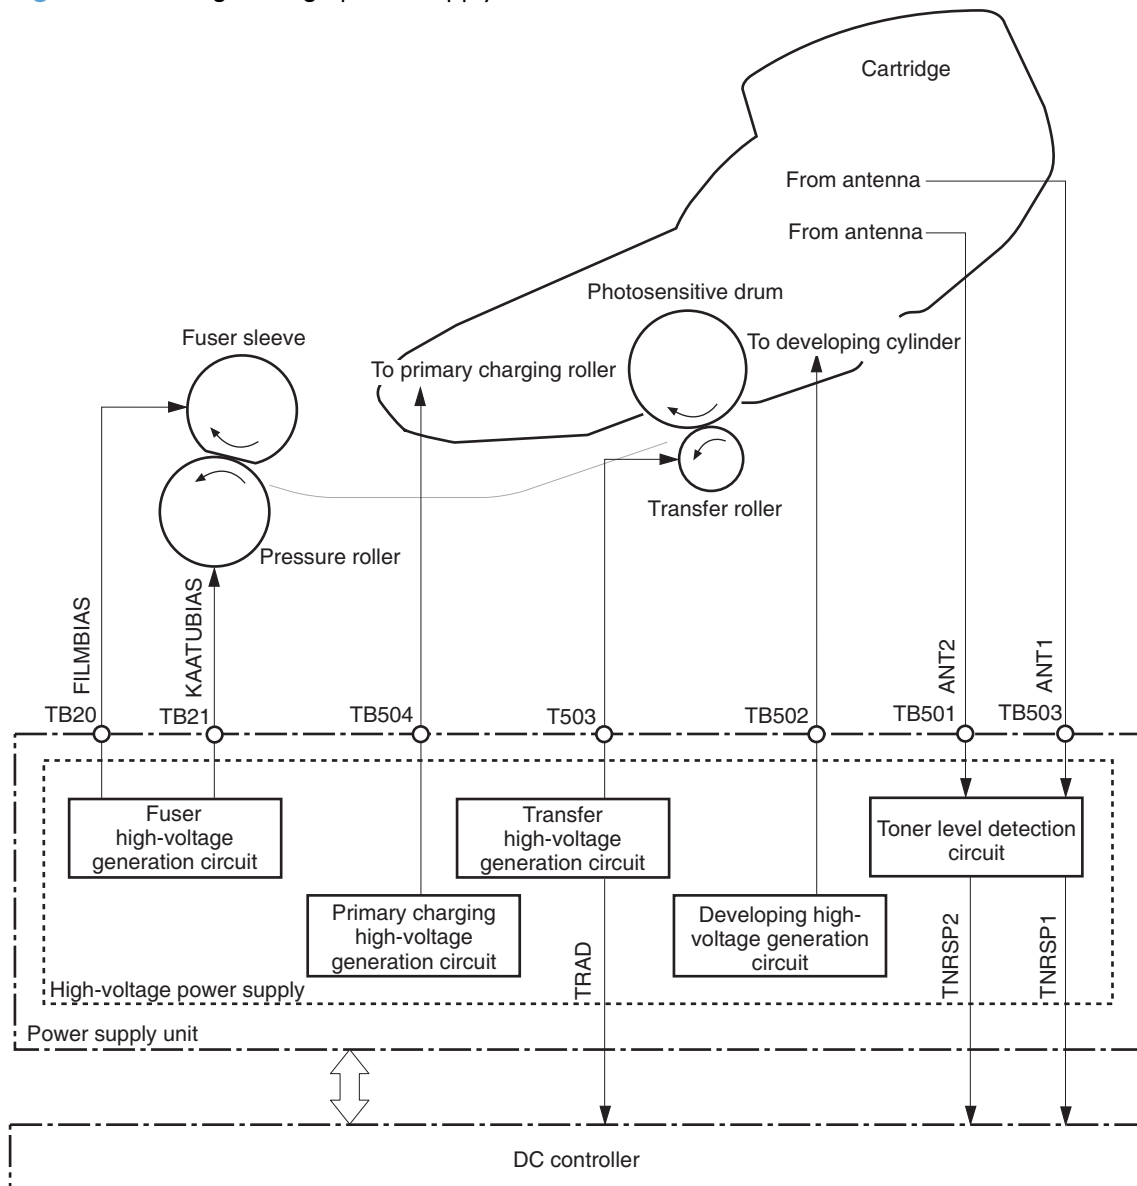 Cartridge
From antenna
From antenna
Photosensitive drum
Fuser sleeve
To developing cylinder
To primary charging roller
Transfer roller
Pressure roller
FILMBIAS
KAATUBIAS
ANT2
ANT1
TB20
TB21
TB504
T503
TB502
TB501
TB503
Fuser
high-voltage
generation circuit
Transfer
high-voltage
generation circuit
Toner level detection
circuit
Primary charging
high-voltage
generation circuit
Developing high-
voltage generation
circuit
TRAD
TNRSP2
TNRSP1
High-voltage power supply
Power supply unit
DC controller